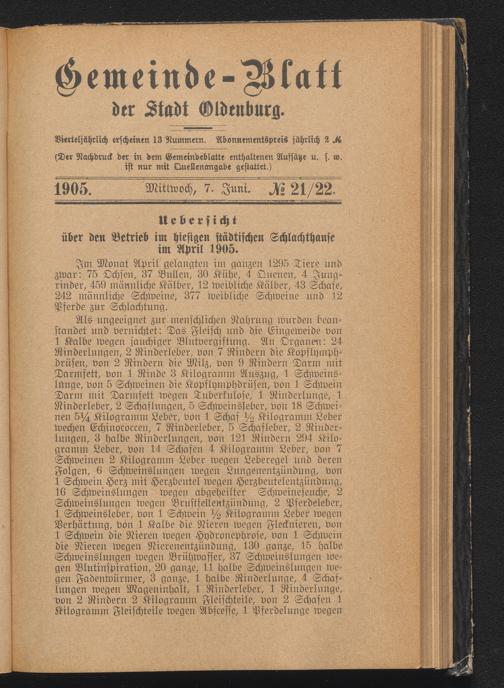 Gemeinde-Blatt
der Stadt Oldenburg.
Vierteljährlich erscheinen 13 Nummern. Abonnementspreis jährlich 2 ℳ
(Der Nachdruck der in dem Gemeindeblatte enthaltenen Aufsätze u. s. w.
ist nur mit Quellenangabe gestattet.)
1905. Mittwoch, 7. Juni. № 21/22.
Uebersicht
über den Betrieb im hiesigen städtischen Schlachthause
im April 1905.
Im Monat April gelangten im ganzen 1295 Tiere und
zwar: 75 Ochsen, 37 Bullen, 30 Kühe, 4 Quenen, 4 Jung-
rinder, 459 männliche Kälber, 12 weibliche Kälber, 43 Schafe,
242 männliche Schweine, 377 weibliche Schweine und 12
Pferde zur Schlachtung.
Als ungeeignet zur menschlichen Nahrung wurden bean-
standet und vernichtet: Das Fleisch und die Eingeweide von
1 Kalbe wegen jauchiger Blutvergiftung. An Organen: 24
Rinderlungen, 2 Rinderleber, von 7 Rindern die Kopflymph-
drüsen, von 2 Rindern die Milz, von 9 Rindern Darm mit
Darmfett, von 1 Rinde 3 Kilogramm Auszug, 1 Schweins-
lunge, von 5 Schweinen die Kopflymphdrüsen, von 1 Schwein
Darm mit Darmfett wegen Tuberkulose, 1 Rinderlunge, 1
Rinderleber, 2 Schaflungen, 5 Schweinsleber, von 18 Schwei-
nen 5¼ Kilogramm Leber, von 1 Schaf ½ Kilogramm Leber
wechen Echinococcen, 7 Rinderleber, 5 Schafleber, 2 Rinder-
lungen, 3 halbe Rinderlungen, von 121 Rindern 294 Kilo-
gramm Leber, von 14 Schafen 4 Kilogramm Leber, von 7
Schweinen 2 Kilogramm Leber wegen Leberegel und deren
Folgen, 6 Schweinslungen wegen Lungenentzündung, von
1 Schwein Herz mit Herzbeutel wegen Herzbeutelentzündung,
16 Schweinslungen wegen abgeheilter Schweineseuche, 2
Schweinslungen wegen Brustfellentzündung, 2 Pferdeleber,
1 Schweinsleber, von 1 Schwein ½ Kilogramm Leber wegen
Verhärtung, von 1 Kalbe die Nieren wegen Flecknieren, von
1 Schwein die Nieren wegen Hydronephrose, von 1 Schwein
die Nieren wegen Nierenentzündung, 130 ganze, 15 halbe
Schweinslungen wegen Brühwasser, 37 Schweinslungen we-
gen Blutinspiration, 20 ganze, 11 halbe Schweinslungen we-
gen Fadenwürmer, 3 ganze, 1 halbe Rinderlunge, 4 Schaf-
lungen wegen Mageninhalt, 1 Rinderleber, 1 Rinderlunge,
von 2 Rindern 2 Kilogramm Fleischteile, von 2 Schafen 1
Kilogramm Fleischteile wegen Abscesse, 1 Pferdelunge wegen